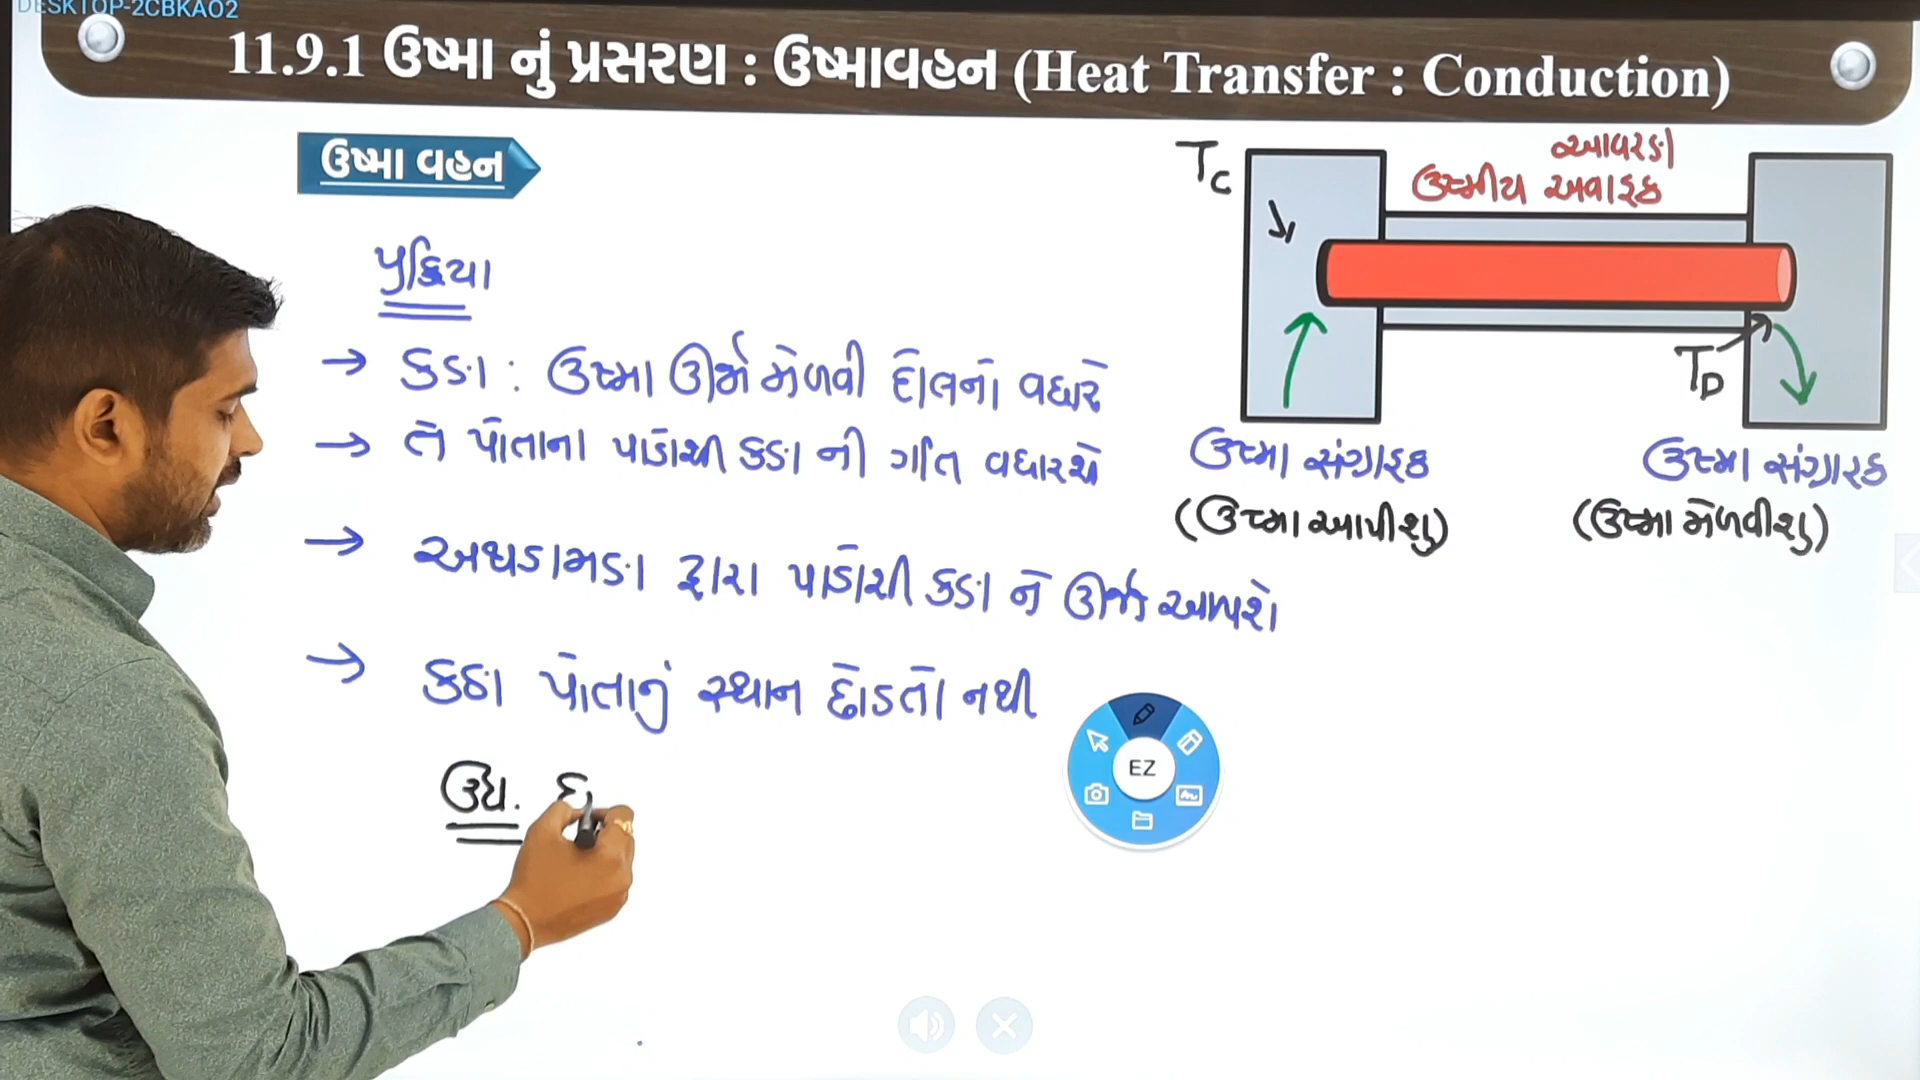 DESKTOP-2CBKAO2
11.9.1 ઉષ્મા નું પ્રસરણ : ઉષ્માવહન (Heat Transfer : Conduction)
ઉષ્મા વહન
પ્રક્રિયા
→ કણ : ઉષ્મા ઊર્જા મેળવી દોલનો વધારે
→ તે પોતાના પાડોશી કણ ની ગતિ વધારશે
→ અથડામણ દ્વારા પાડોશી કણ ને ઊર્જા આપશે
→ કણ પોતાનું સ્થાન છોડતો નથી
ઉદા.
EZ
TC
આવરણ
ઉષ્મીય અવાહક
TD
ઉષ્મા સંગ્રાહક
(ઉષ્મા આપીશું)
ઉષ્મા સંગ્રાહક
(ઉષ્મા મેળવીશું)